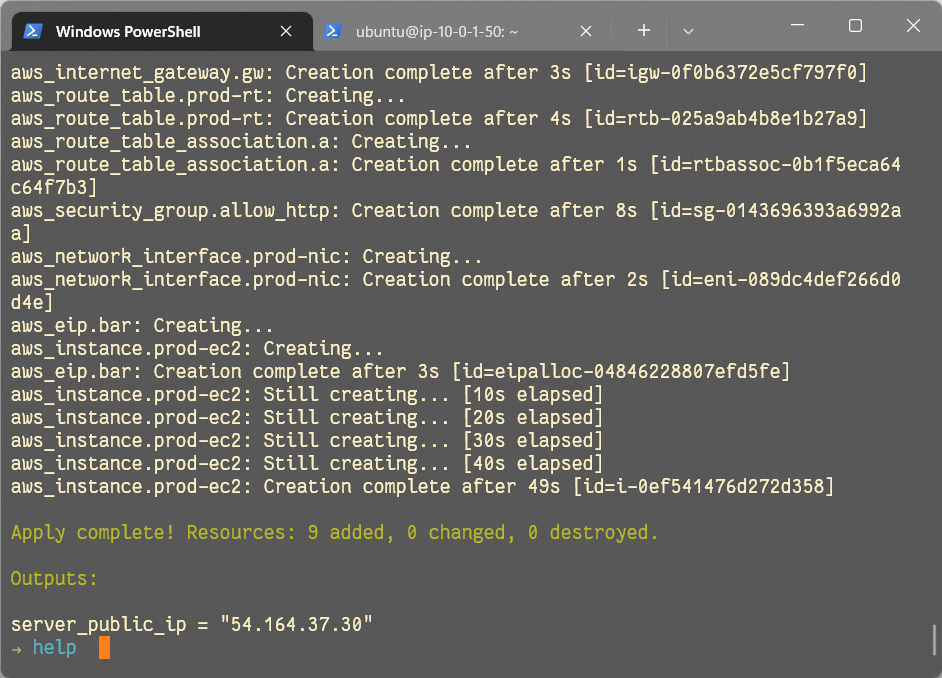 Windows PowerShell
ubuntu@ip-10-0-1-50: ~
aws_internet_gateway.gw: Creation complete after 3s [id=igw-0f0b6372e5cf797f0]
aws_route_table.prod-rt: Creating...
aws_route_table.prod-rt: Creation complete after 4s [id=rtb-025a9ab4b8e1b27a9]
aws_route_table_association.a: Creating...
aws_route_table_association.a: Creation complete after 1s [id=rtbassoc-0b1f5eca64
c64f7b3]
aws_security_group.allow_http: Creation complete after 8s [id=sg-0143696393a6992a
a]
aws_network_interface.prod-nic: Creating...
aws_network_interface.prod-nic: Creation complete after 2s [id=eni-089dc4def266d0
d4e]
aws_eip.bar: Creating...
aws_instance.prod-ec2: Creating...
aws_eip.bar: Creation complete after 3s [id=eipalloc-04846228807efd5fe]
aws_instance.prod-ec2: Still creating... [10s elapsed]
aws_instance.prod-ec2: Still creating... [20s elapsed]
aws_instance.prod-ec2: Still creating... [30s elapsed]
aws_instance.prod-ec2: Still creating... [40s elapsed]
aws_instance.prod-ec2: Creation complete after 49s [id=i-0ef541476d272d358]
Apply complete! Resources: 9 added, 0 changed, 0 destroyed.
Outputs:
server_public_ip = "54.164.37.30"
→ help